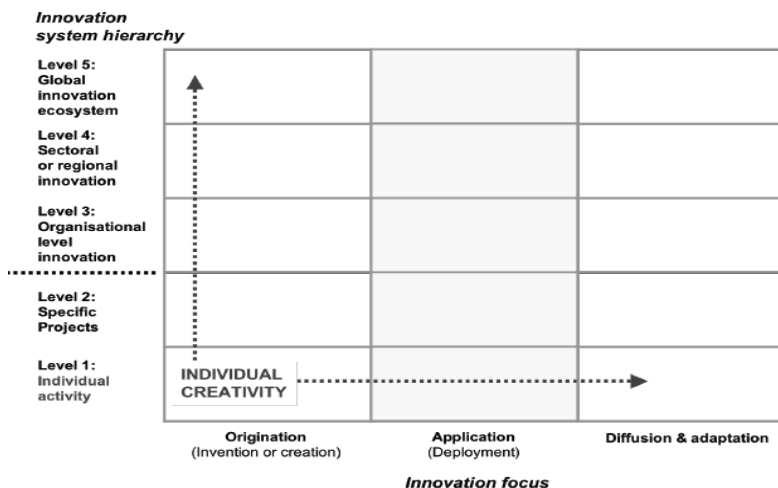 Innovation
system hierarchy
Level 5:
Global
innovation
ecosystem
Level 4:
Sectoral
or regional
innovation
Level 3:
Organisational
level
innovation
Level 2:
Specific
Projects
Level 1:
Individual
activity
INDIVIDUAL
CREATIVITY
Origination
(Invention or creation)
Application
(Deployment)
Diffusion & adaptation
Innovation focus